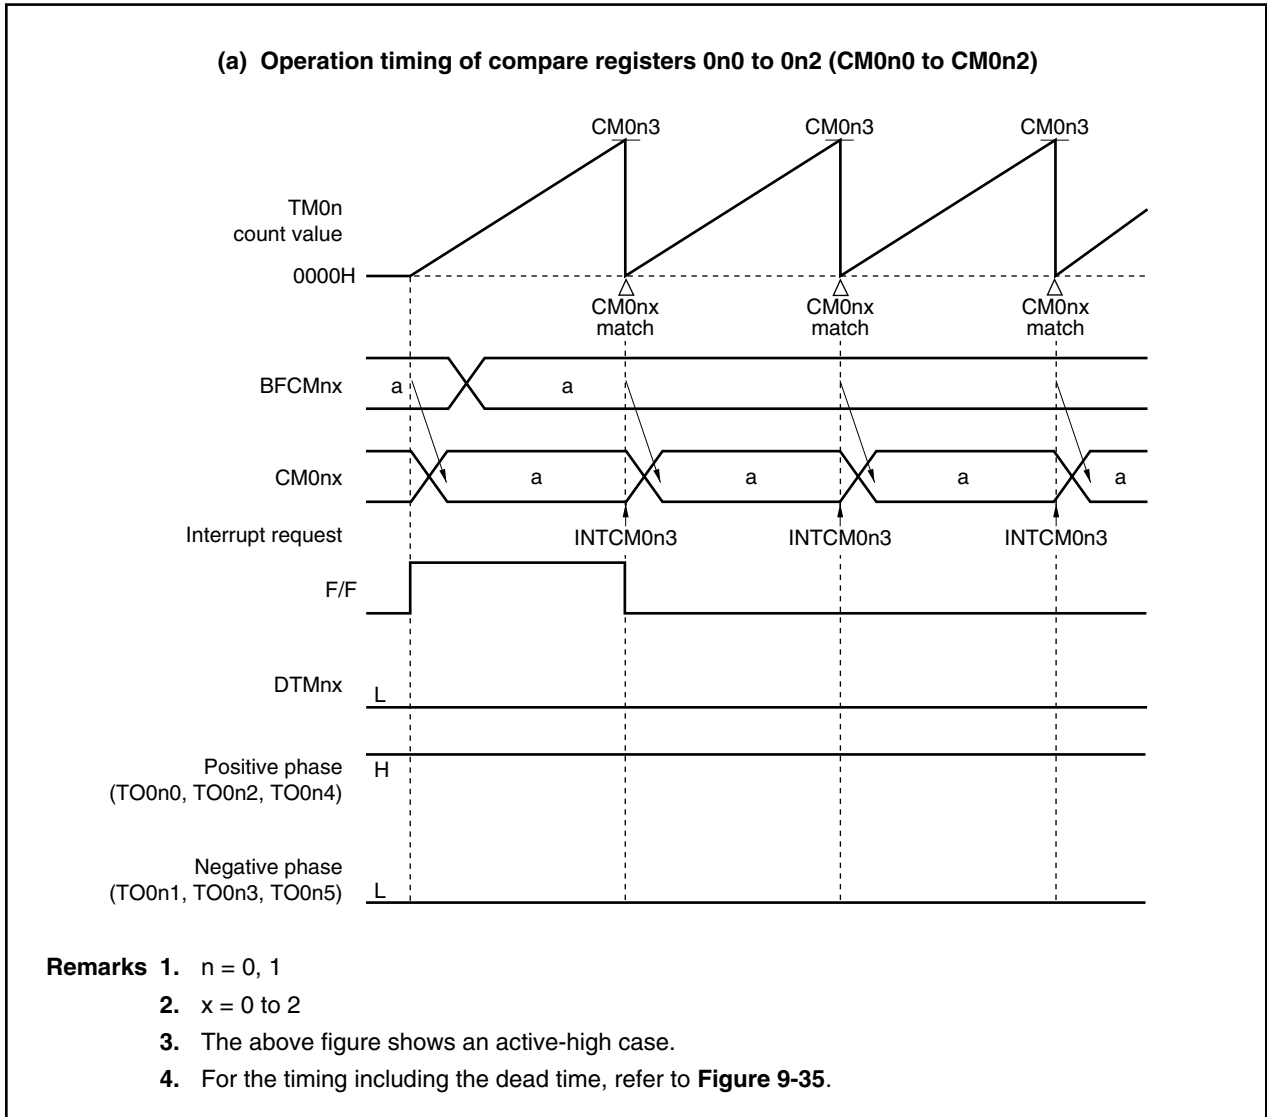 (a) Operation timing of compare registers 0n0 to 0n2 (CM0n0 to CM0n2)
CM0n3 CM0n3 CM0n3
TM0n
count value
0000H
CM0nx CM0nx CM0nx
match match match
BFCMnx a a
CM0nx a a a a
Interrupt request INTCM0n3 INTCM0n3 INTCM0n3
F/F
DTMnx L
Positive phase H
(TO0n0, TO0n2, TO0n4)
Negative phase
(TO0n1, TO0n3, TO0n5) L
Remarks 1. n = 0, 1
2. x = 0 to 2
3. The above figure shows an active-high case.
4. For the timing including the dead time, refer to Figure 9-35.